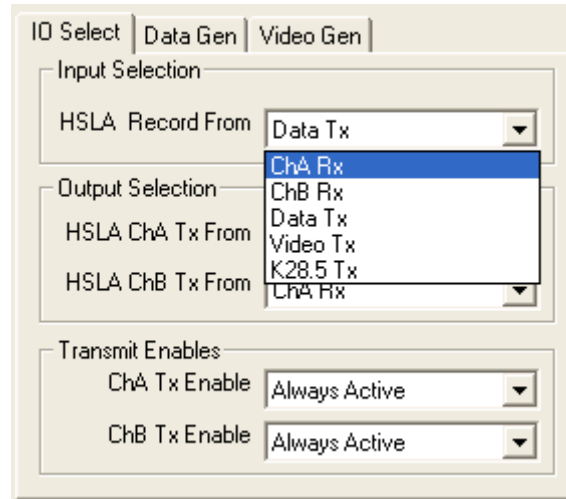 IO Select Data Gen Video Gen
Input Selection
HSLA Record From Data Tx
ChA Rx
ChB Rx
Data Tx
Video Tx
K28.5 Tx
Output Selection
HSLA ChA Tx From
HSLA ChB Tx From ChA Rx
Transmit Enables
ChA Tx Enable Always Active
ChB Tx Enable Always Active